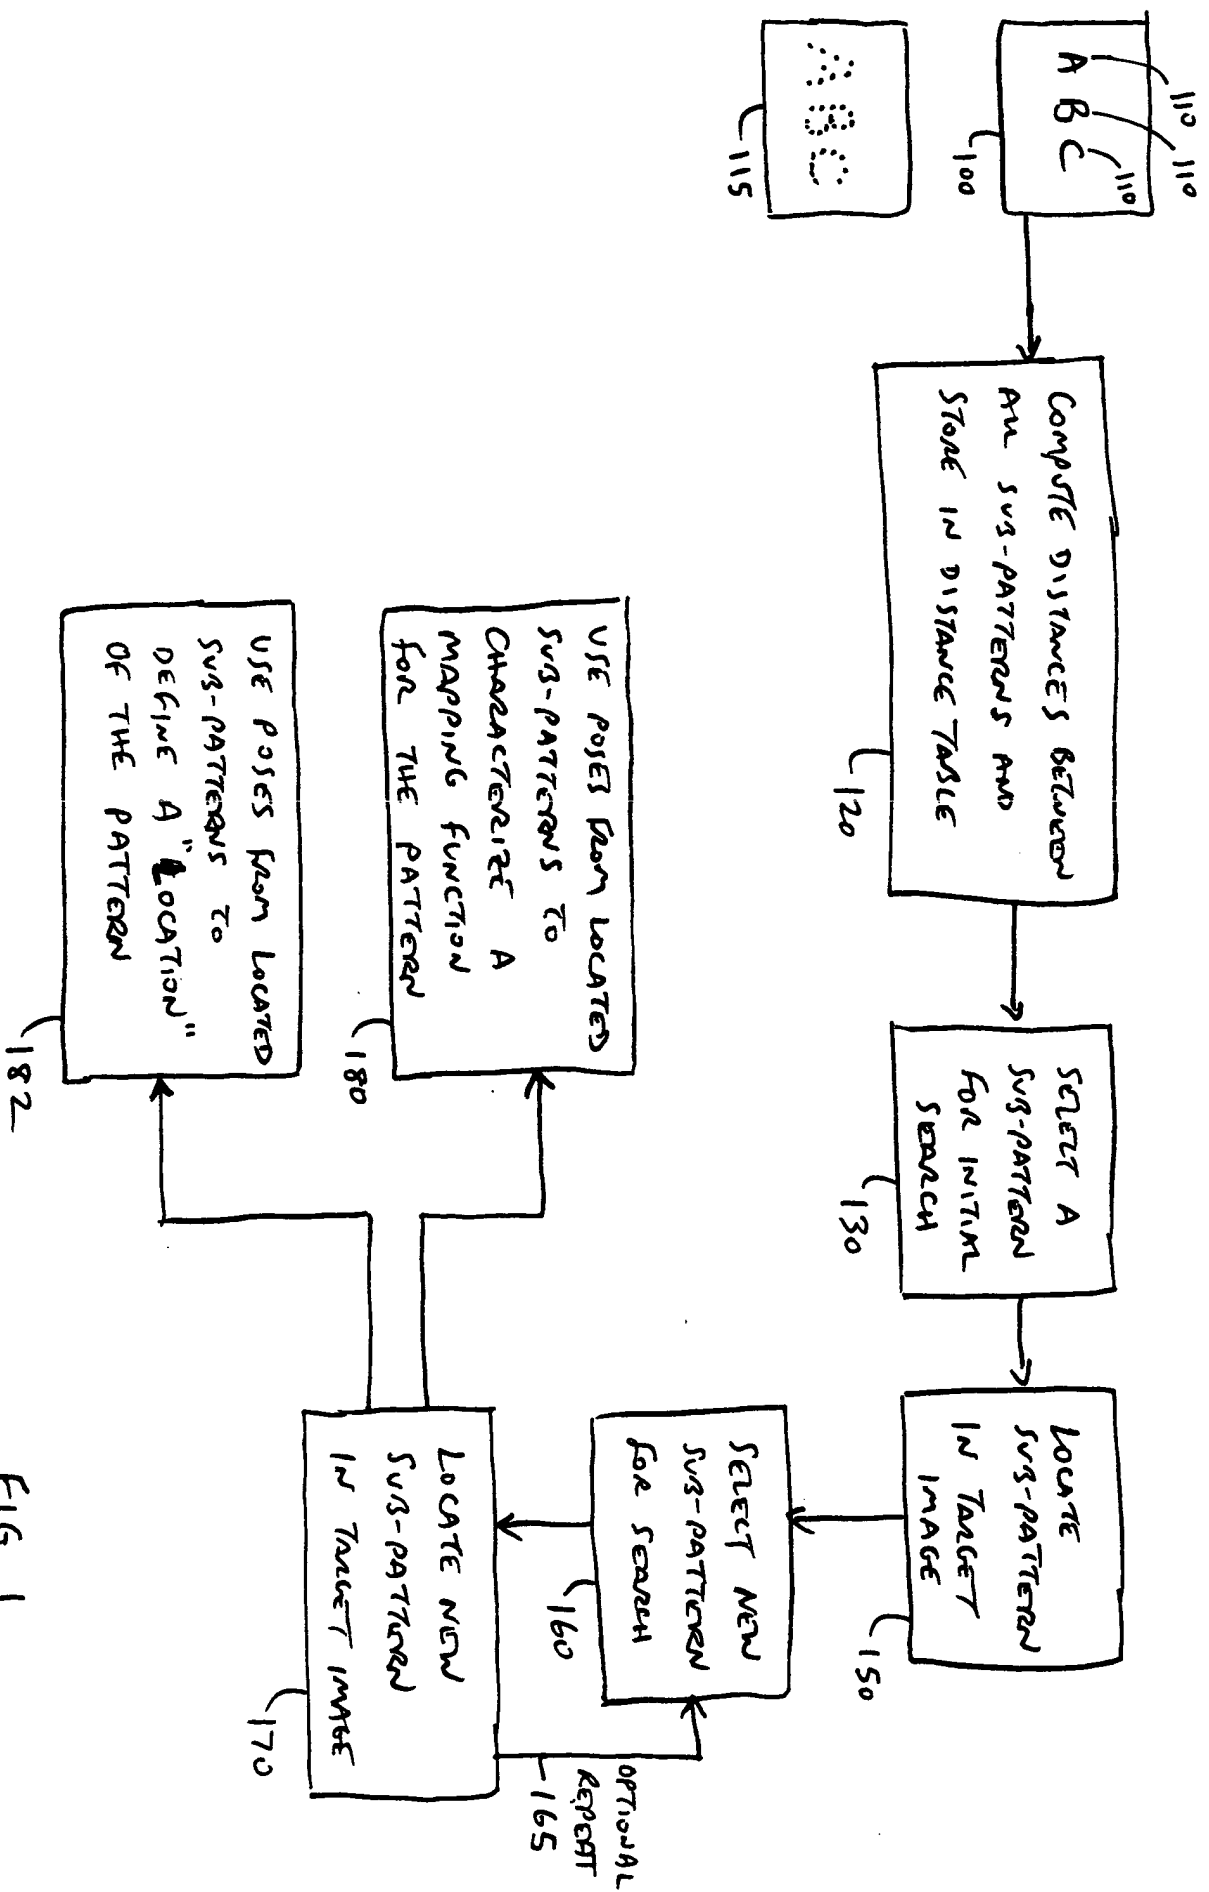 A B C
110
110
110
100
A B C
115
COMPUTE DISTANCES BETWEEN
ALL SUB-PATTERNS AND
STORE IN DISTANCE TABLE
120
SELECT A
SUB-PATTERN
FOR INITIAL
SEARCH
130
LOCATE
SUB-PATTERN
IN TARGET
IMAGE
150
SELECT NEW
SUB-PATTERN
FOR SEARCH
160
OPTIONAL
REPEAT
165
LOCATE NEW
SUB-PATTERN
IN TARGET IMAGE
170
USE POSES FROM LOCATED
SUB-PATTERNS TO
CHARACTERIZE A
MAPPING FUNCTION
FOR THE PATTERN
180
USE POSES FROM LOCATED
SUB-PATTERNS TO
DEFINE A "LOCATION"
OF THE PATTERN
182
FIG 1